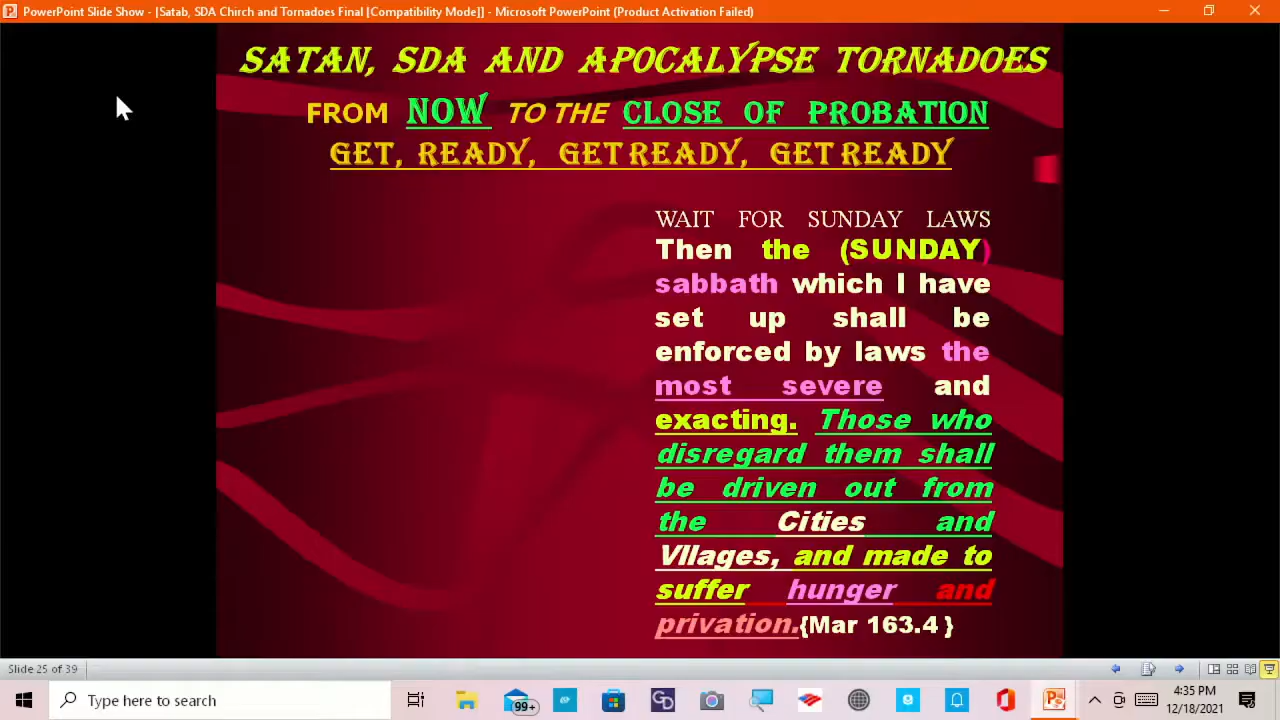 PowerPoint Slide Show - [Satab, SDA Chirch and Tornadoes Final [Compatibility Mode]] - Microsoft PowerPoint (Product Activation Failed)
SATAN, SDA AND APOCALYPSE TORNADOES
FROM NOW TO THE CLOSE OF PROBATION
GET, READY, GET READY, GET READY
WAIT FOR SUNDAY LAWS
Then the (SUNDAY)
sabbath which I have
set up shall be
enforced by laws the
most severe and
exacting. Those who
disregard them shall
be driven out from
the Cities and
Vllages, and made to
suffer hunger and
privation.{Mar 163.4 }
Slide 25 of 39
Type here to search
99+
4:35 PM
12/18/2021